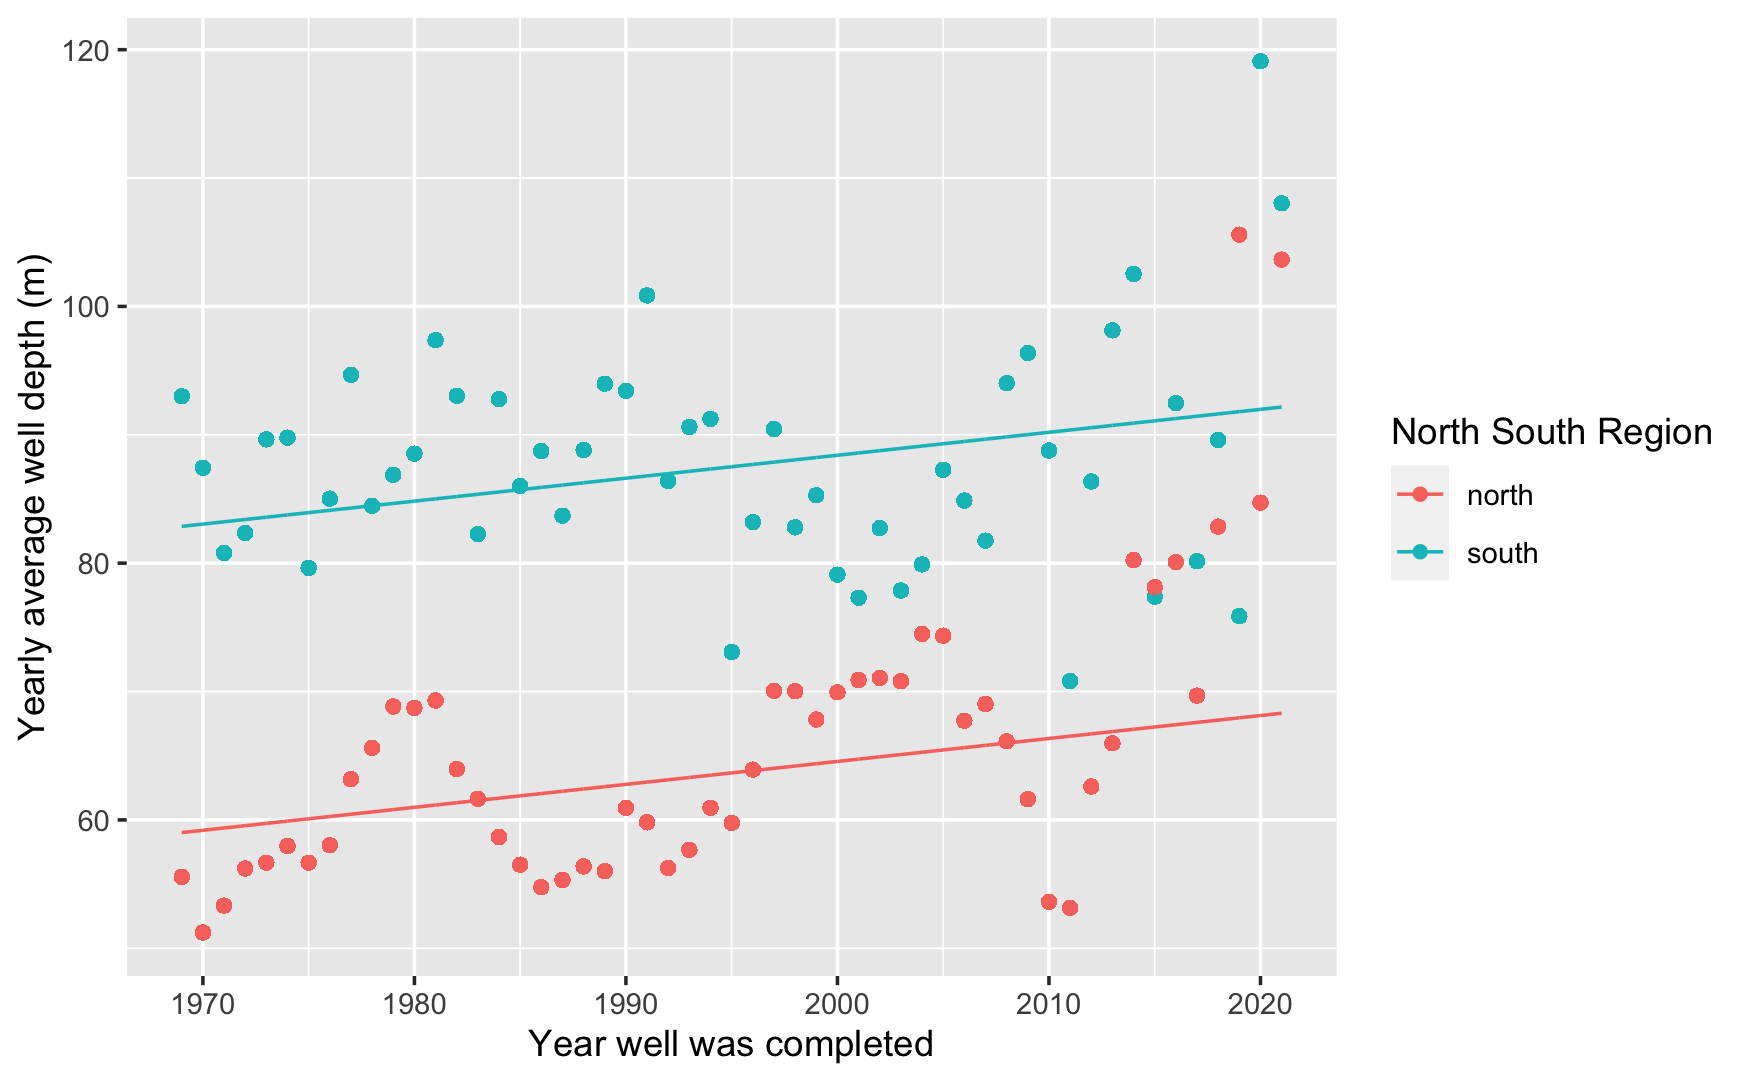 120
100
80
60
Yearly average well depth (m)
1970 1980 1990 2000 2010 2020
Year well was completed
North South Region
north
south